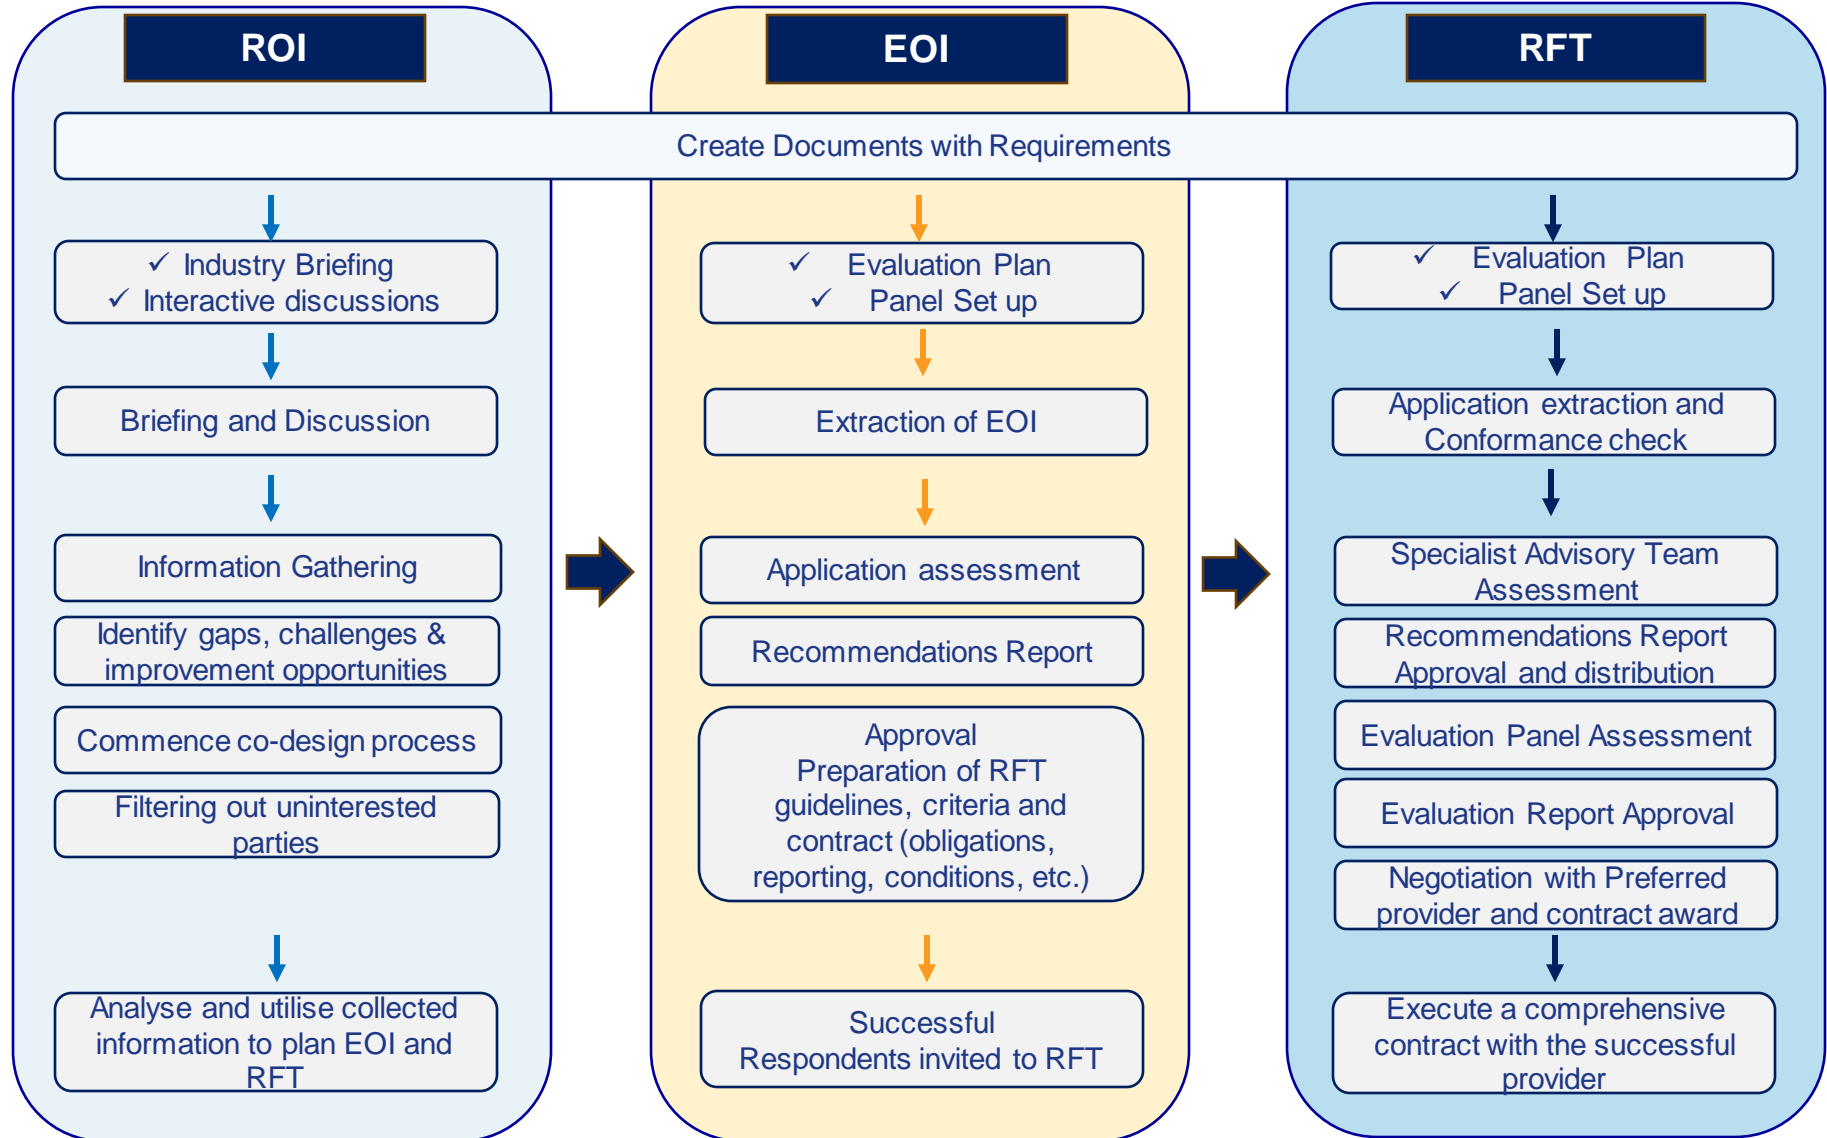 ROI
EOI
RFT
Create Documents with Requirements
✓ Industry Briefing
✓ Interactive discussions
Briefing and Discussion
Information Gathering
Identify gaps, challenges &
improvement opportunities
Commence co-design process
Filtering out uninterested
parties
Analyse and utilise collected
information to plan EOI and
RFT
✓ Evaluation Plan
✓ Panel Set up
Extraction of EOI
Application assessment
Recommendations Report
Approval
Preparation of RFT
guidelines, criteria and
contract (obligations,
reporting, conditions, etc.)
Successful
Respondents invited to RFT
✓ Evaluation Plan
✓ Panel Set up
Application extraction and
Conformance check
Specialist Advisory Team
Assessment
Recommendations Report
Approval and distribution
Evaluation Panel Assessment
Evaluation Report Approval
Negotiation with Preferred
provider and contract award
Execute a comprehensive
contract with the successful
provider